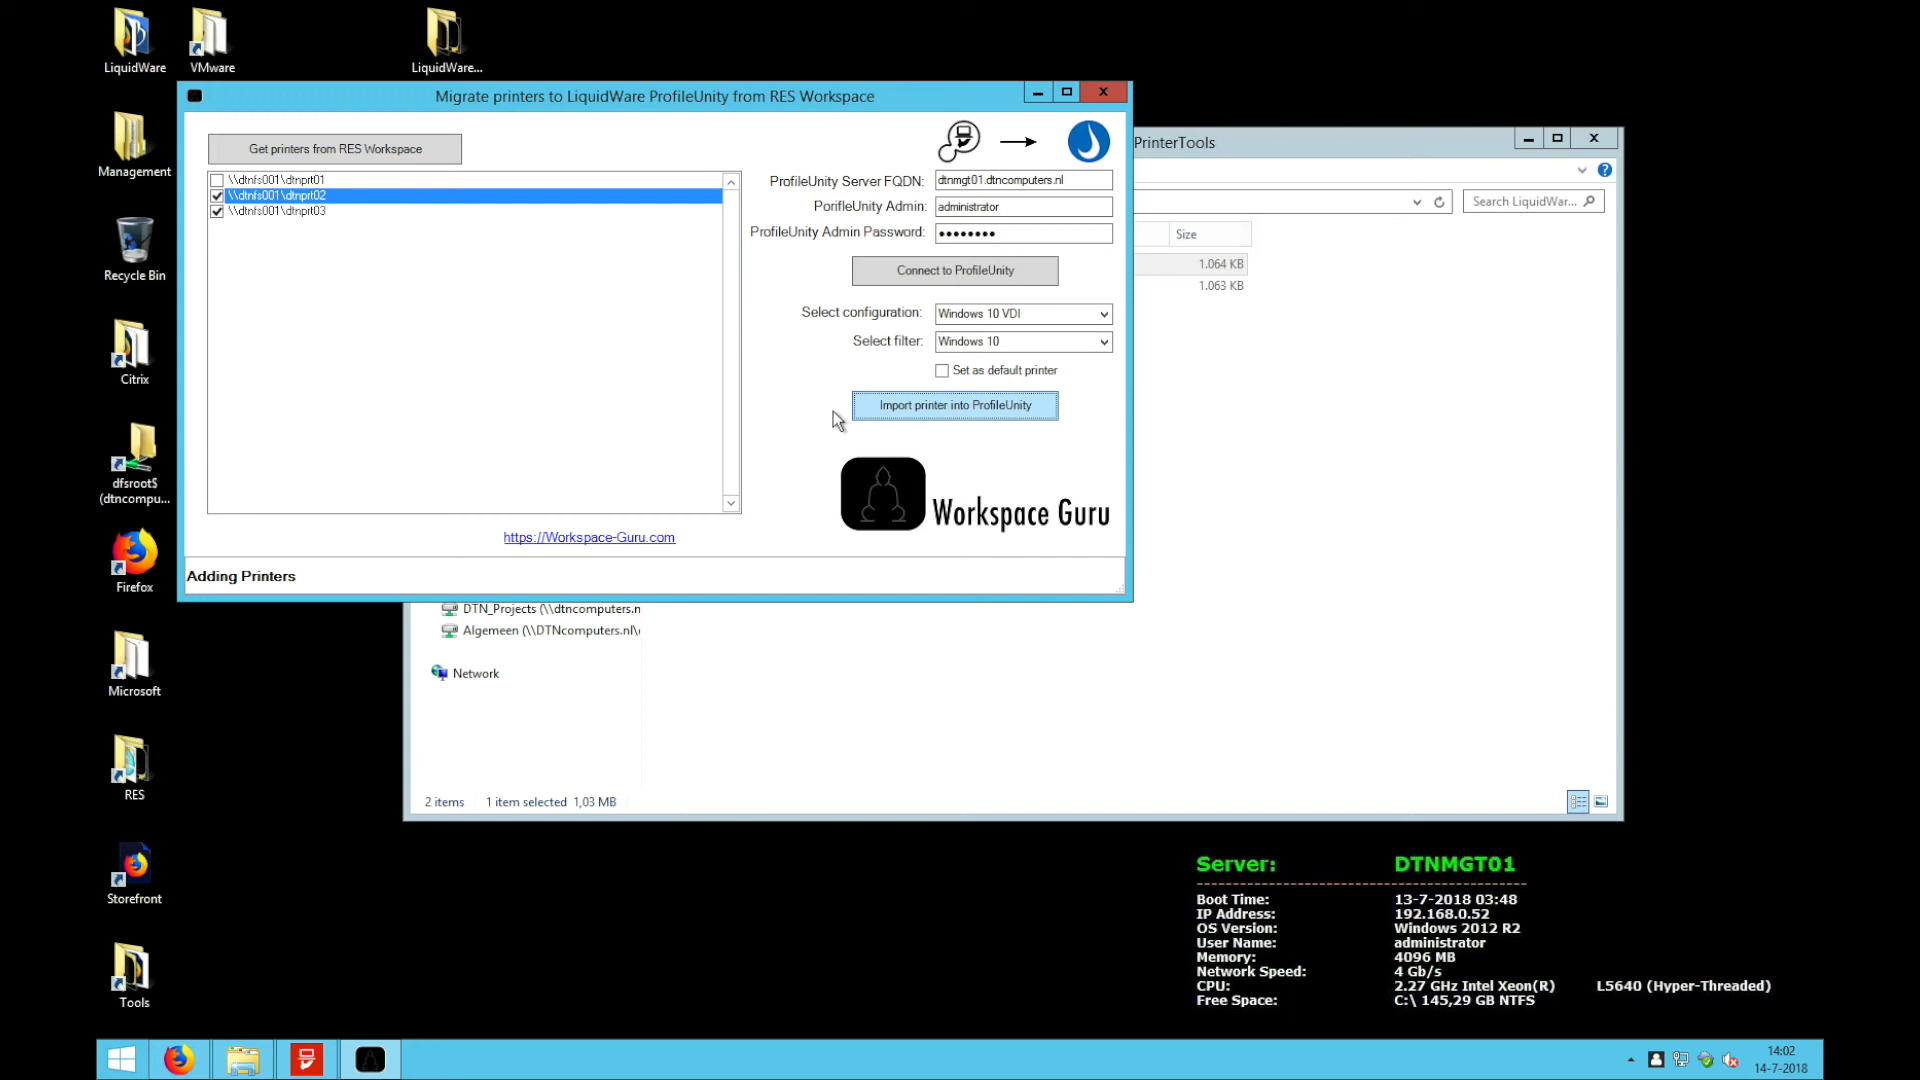 LiquidWare
VMware
LiquidWare...
Management
Recycle Bin
Citrix
dfsroot$
(dtncompu...
Firefox
Microsoft
RES
Storefront
Tools
Migrate printers to LiquidWare ProfileUnity from RES Workspace
Get printers from RES Workspace
\\dtnfs001\dtnprt01
\\dtnfs001\dtnprt02
\\dtnfs001\dtnprt03
ProfileUnity Server FQDN: dtnmgt01.dtncomputers.nl
PorifleUnity Admin: administrator
ProfileUnity Admin Password: ●●●●●●●●
Connect to ProfileUnity
Select configuration: Windows 10 VDI
Select filter: Windows 10
Set as default printer
Import printer into ProfileUnity
Workspace Guru
https://Workspace-Guru.com
Adding Printers
PrinterTools
Search LiquidWar...
Size
1.064 KB
1.063 KB
DTN_Projects (\\dtncomputers.n
Algemeen (\\DTNcomputers.nl\
Network
2 items 1 item selected 1,03 MB
Server: DTNMGT01
Boot Time: 13-7-2018 03:48
IP Address: 192.168.0.52
OS Version: Windows 2012 R2
User Name: administrator
Memory: 4096 MB
Network Speed: 4 Gb/s
CPU: 2.27 GHz Intel Xeon(R) L5640 (Hyper-Threaded)
Free Space: C:\ 145,29 GB NTFS
14:02
14-7-2018